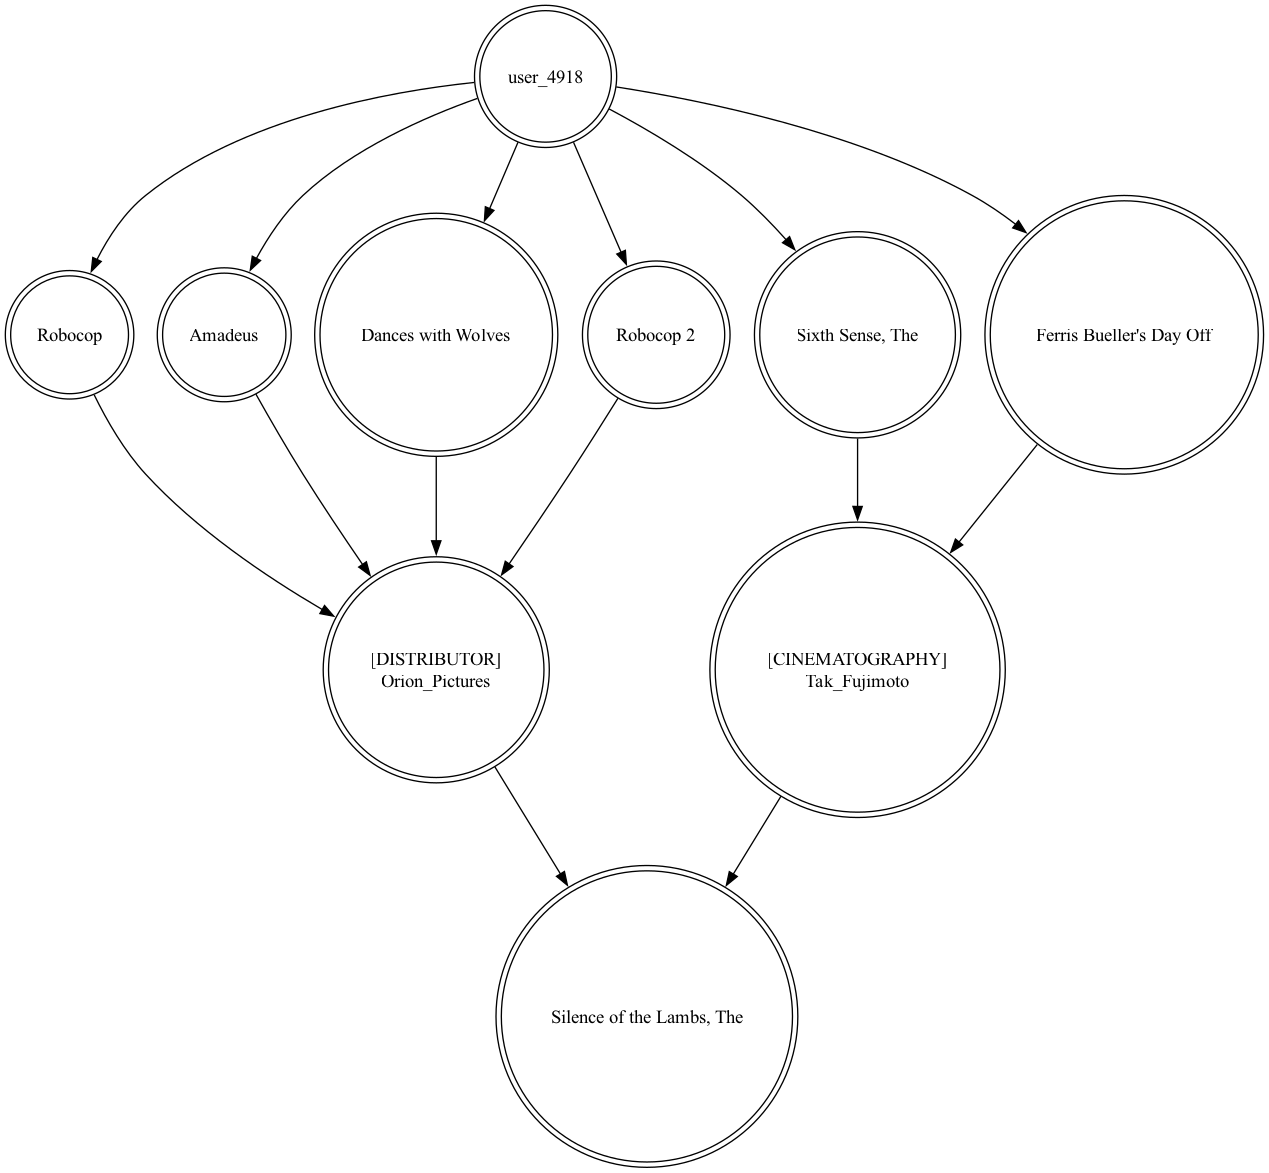 user_4918
Robocop
Amadeus
Dances with Wolves
Robocop 2
Sixth Sense, The
Ferris Bueller's Day Off
[DISTRIBUTOR]
Orion_Pictures
[CINEMATOGRAPHY]
Tak_Fujimoto
Silence of the Lambs, The